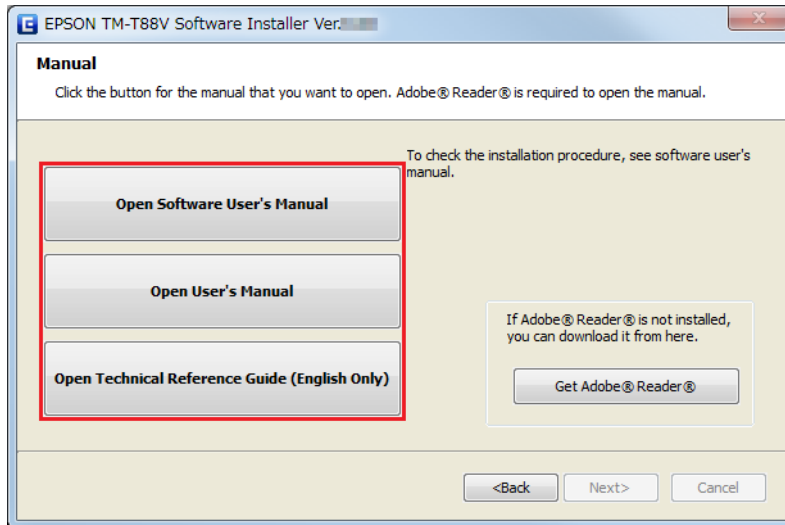 EPSON TM-T88V Software Installer Ver.
Manual
Click the button for the manual that you want to open. Adobe® Reader® is required to open the manual.
To check the installation procedure, see software user's
manual.
Open Software User's Manual
Open User's Manual
Open Technical Reference Guide (English Only)
If Adobe® Reader® is not installed,
you can download it from here.
Get Adobe® Reader®
<Back
Next>
Cancel